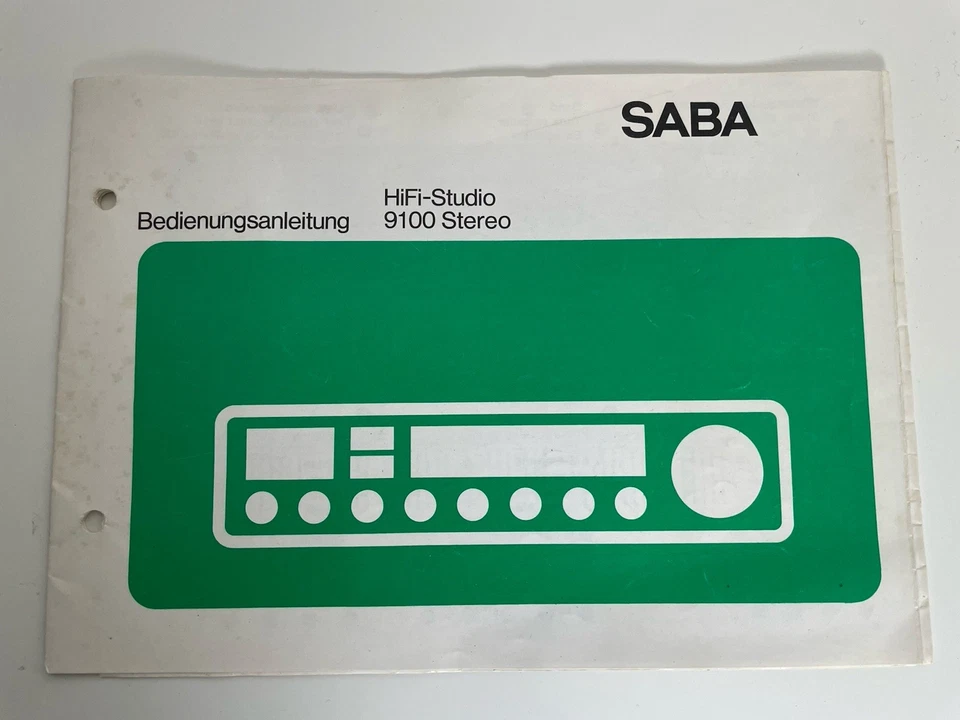 SABA
HiFi-Studio
Bedienungsanleitung 9100 Stereo